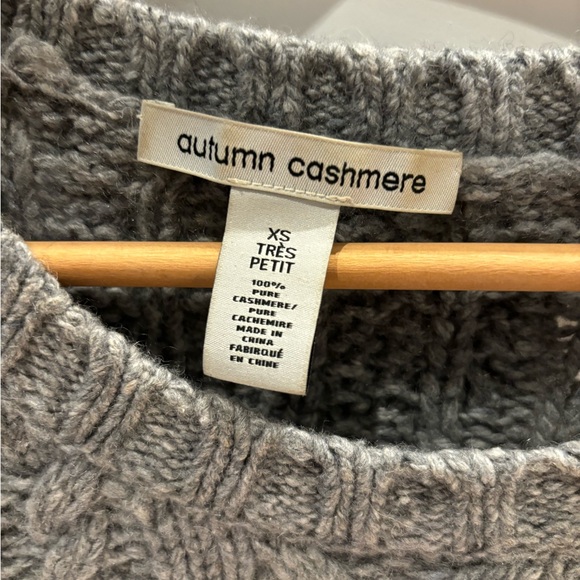 autumn cashmere
XS
TRÈS
PETIT
100%
PURE
CASHMERE/
PURE
CACHEMIRE
MADE IN
CHINA
FABRIQUÉ
EN CHINE